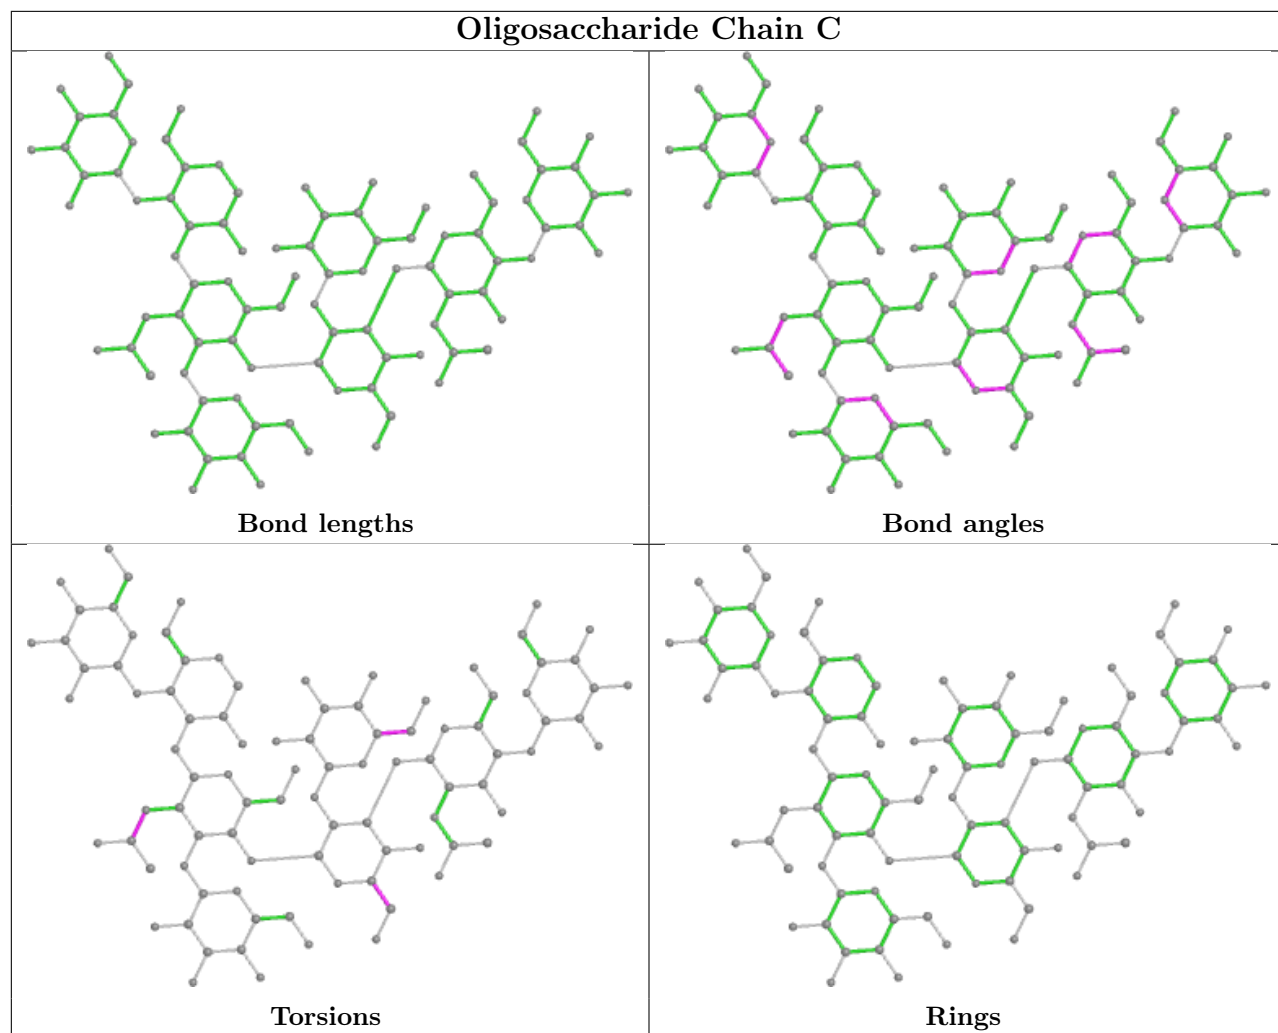 Oligosaccharide Chain C
Bond lengths
Bond angles
Torsions
Rings